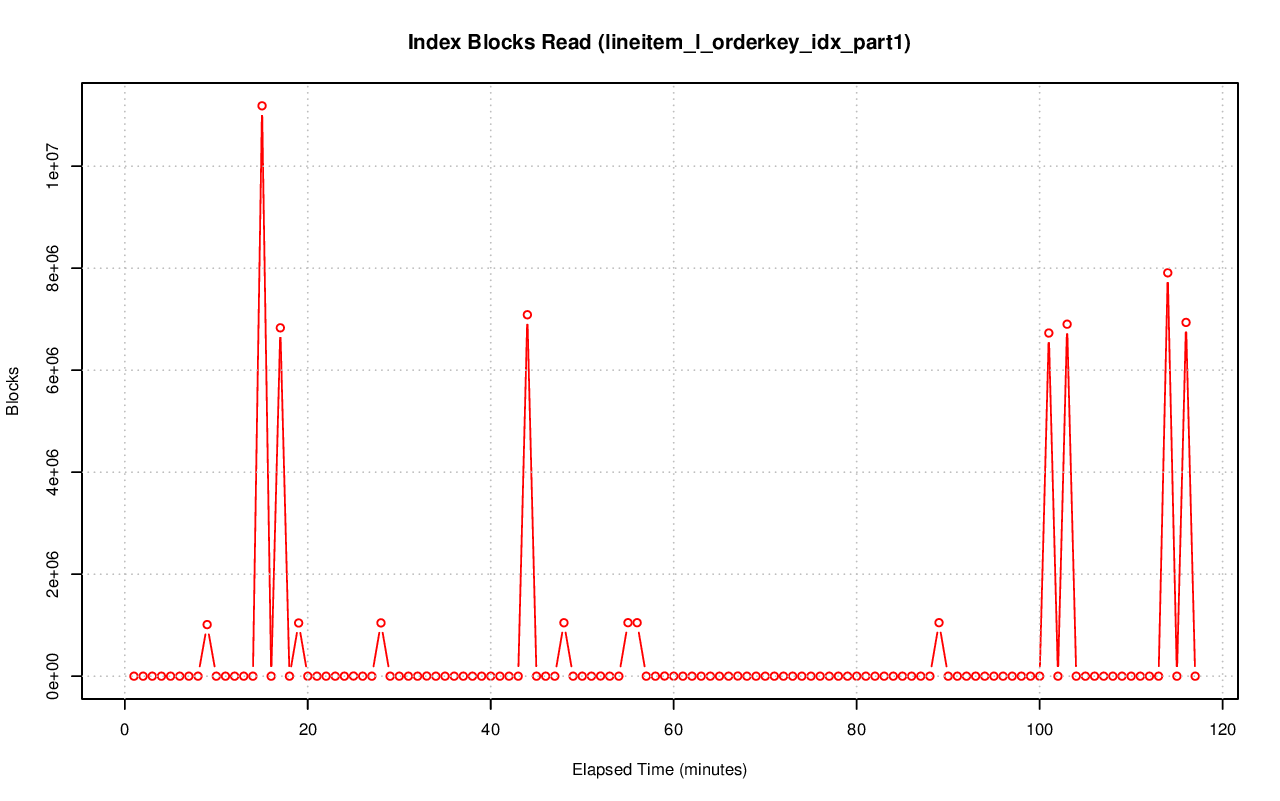 Index Blocks Read (lineitem_l_orderkey_idx_part1)
1e+07
8e+06
6e+06
4e+06
2e+06
0e+00
Blocks
0 20 40 60 80 100 120
Elapsed Time (minutes)